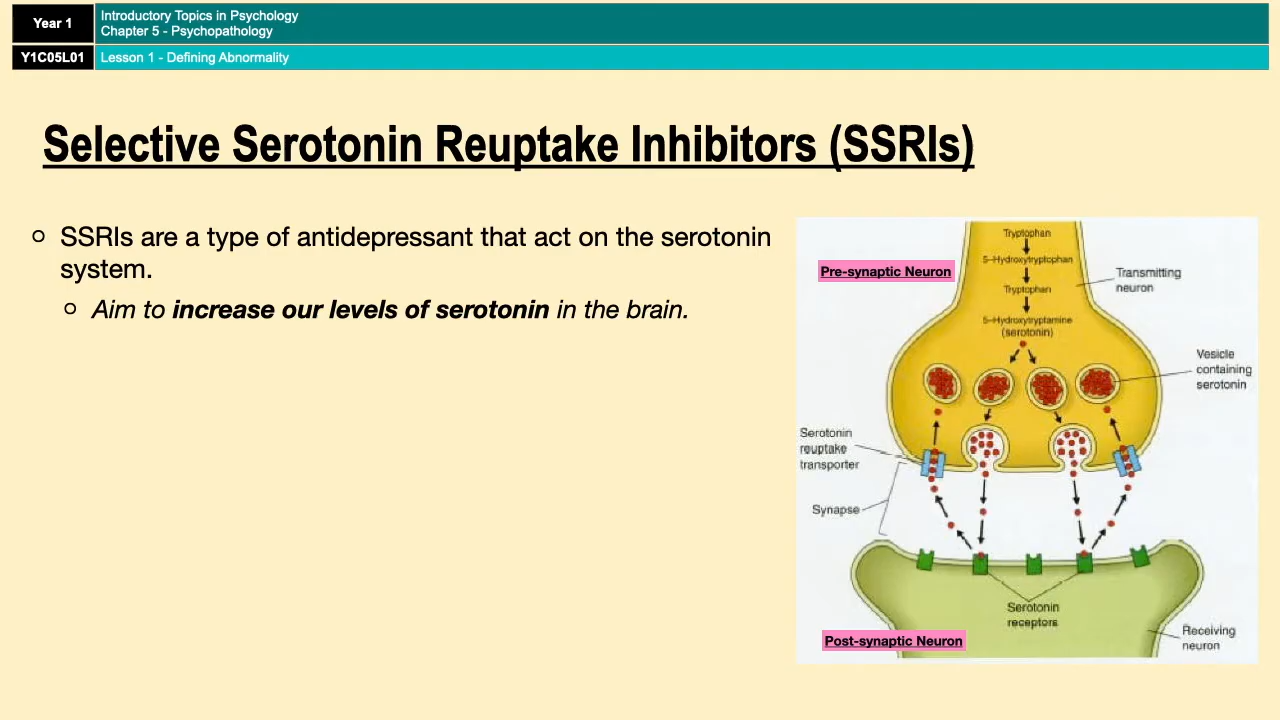 Year 1
Introductory Topics in Psychology
Chapter 5 - Psychopathology
Y1C05L01
Lesson 1 - Defining Abnormality
Selective Serotonin Reuptake Inhibitors (SSRIs)
SSRIs are a type of antidepressant that act on the serotonin
system.
Aim to increase our levels of serotonin in the brain.
Pre-synaptic Neuron
Tryptophan
5–Hydroxytryptophan
Tryptophan
5–Hydroxytryptamine
(serotonin)
Transmitting
neuron
Vesicle
containing
serotonin
Serotonin
reuptake
transporter
Synapse
Serotonin
receptors
Post-synaptic Neuron
Receiving
neuron